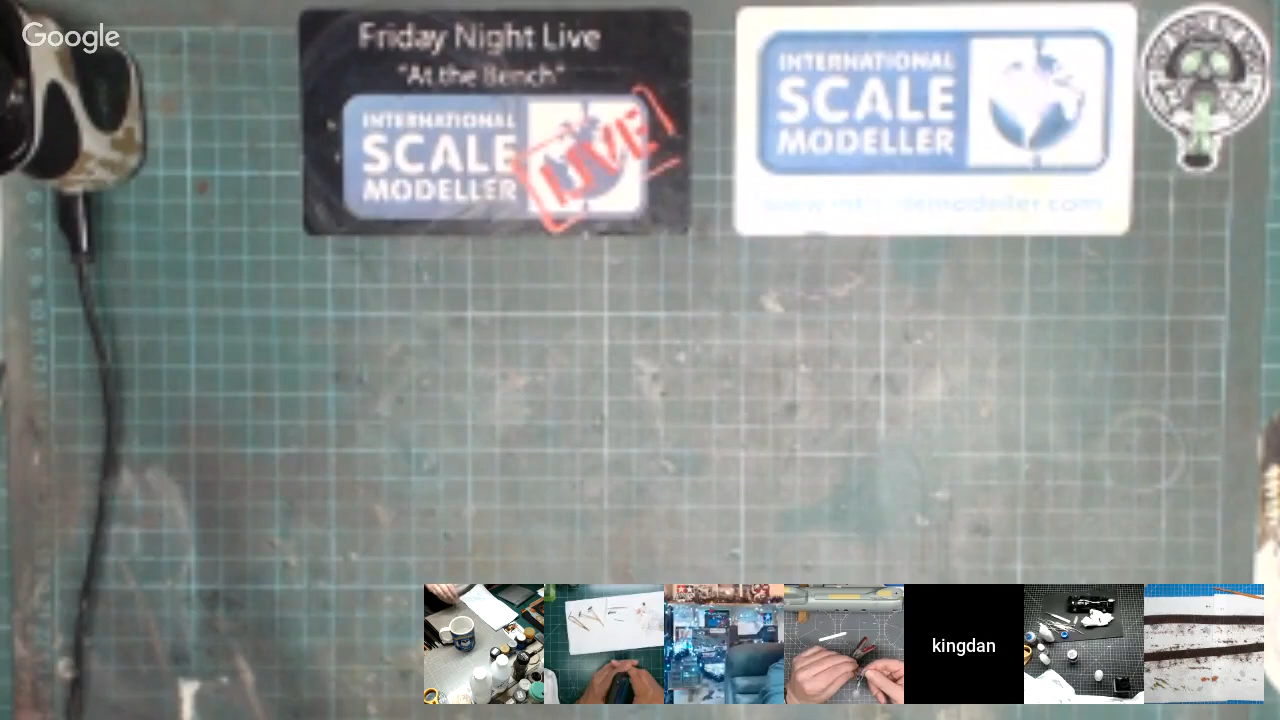 Google
Friday Night Live
"At the Bench"
INTERNATIONAL
SCALE
MODELLER
LIVE
INTERNATIONAL
SCALE
MODELLER
kingdan